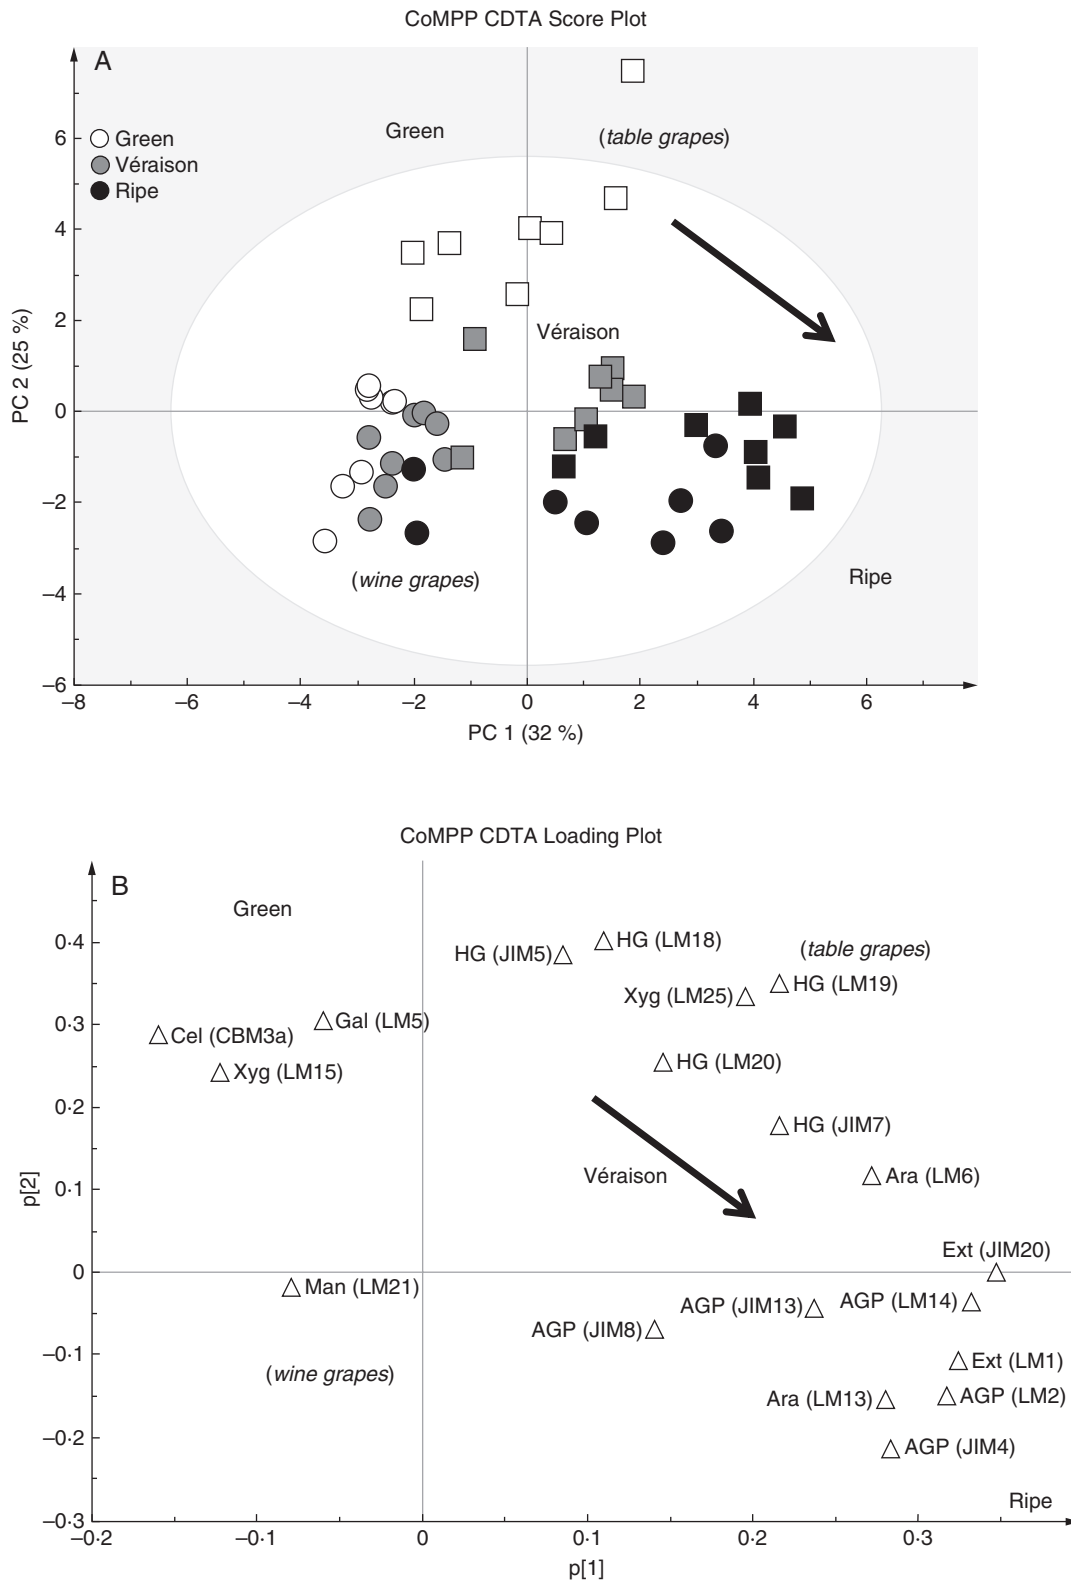 CoMPP CDTA Score Plot
A
Green
(table grapes)
6
Green
Véraison
Ripe
4
2
Véraison
PC 2 (25 %)
0
–2
(wine grapes)
Ripe
–4
–6
–8
–6
–4
–2
0
2
4
6
PC 1 (32 %)
CoMPP CDTA Loading Plot
B
Green
0·4
HG (JIM5)
HG (LM18)
(table grapes)
Xyg (LM25)
HG (LM19)
0·3
Cel (CBM3a)
Gal (LM5)
Xyg (LM15)
HG (LM20)
0·2
HG (JIM7)
p[2]
0·1
Véraison
Ara (LM6)
Ext (JIM20)
0
Man (LM21)
AGP (JIM13)
AGP (LM14)
AGP (JIM8)
–0·1
(wine grapes)
Ext (LM1)
Ara (LM13)
AGP (LM2)
–0·2
AGP (JIM4)
Ripe
–0·3
–0·2
–0·1
0
0·1
0·2
0·3
p[1]